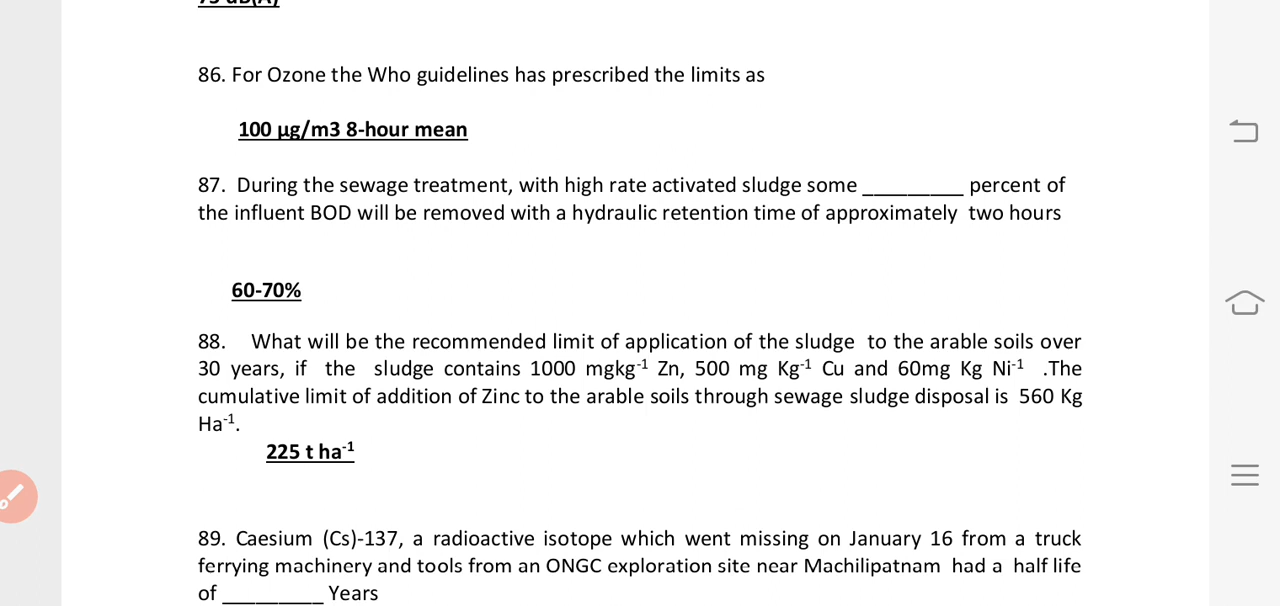 75 dB(A)
86. For Ozone the Who guidelines has prescribed the limits as
100 µg/m3 8-hour mean
87. During the sewage treatment, with high rate activated sludge some _________ percent of
the influent BOD will be removed with a hydraulic retention time of approximately two hours
60-70%
88. What will be the recommended limit of application of the sludge to the arable soils over
30 years, if the sludge contains 1000 mgkg⁻¹ Zn, 500 mg Kg⁻¹ Cu and 60mg Kg Ni⁻¹ .The
cumulative limit of addition of Zinc to the arable soils through sewage sludge disposal is 560 Kg
Ha⁻¹.
225 t ha⁻¹
89. Caesium (Cs)-137, a radioactive isotope which went missing on January 16 from a truck
ferrying machinery and tools from an ONGC exploration site near Machilipatnam had a half life
of _________ Years